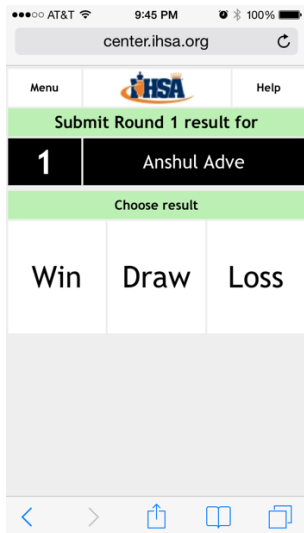 AT&T 9:45 PM 100%
center.ihsa.org
Menu IHSA Help
Submit Round 1 result for
1 Anshul Adve
Choose result
Win Draw Loss